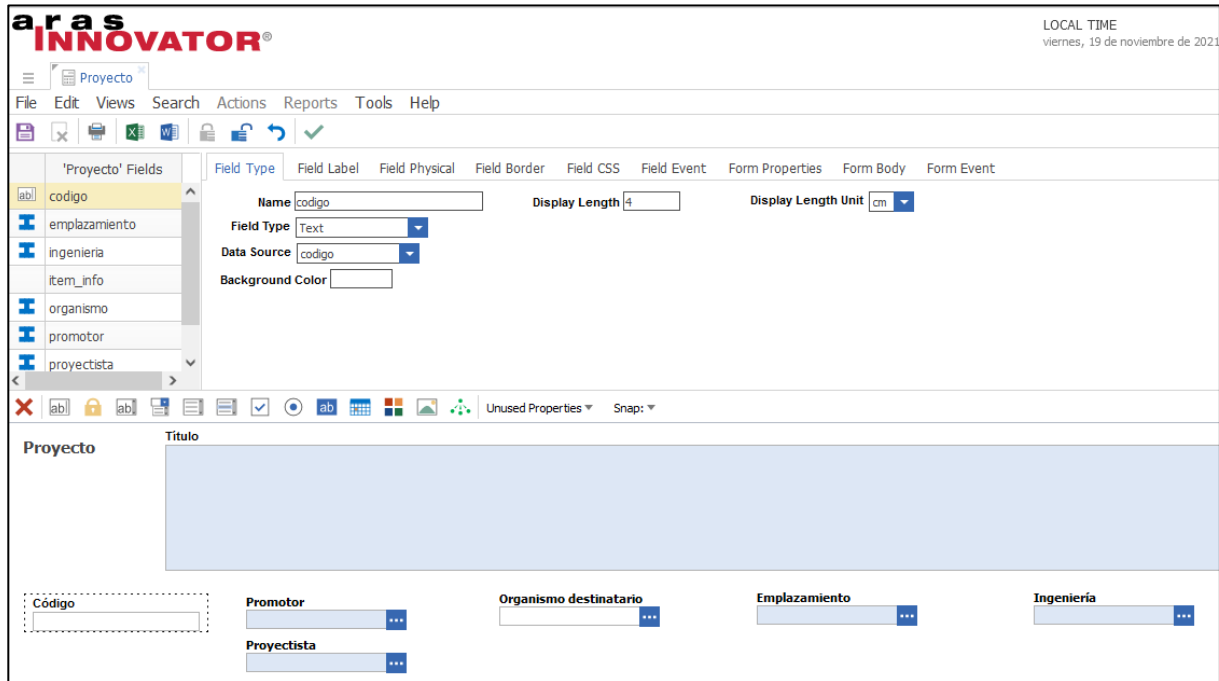 aras
INNOVATOR®
LOCAL TIME
viernes, 19 de noviembre de 2021
Proyecto
File Edit Views Search Actions Reports Tools Help
'Proyecto' Fields
codigo
emplazamiento
ingenieria
item_info
organismo
promotor
proyectista
Field Type Field Label Field Physical Field Border Field CSS Field Event Form Properties Form Body Form Event
Name codigo Display Length 4 Display Length Unit cm
Field Type Text
Data Source codigo
Background Color
Unused Properties Snap:
Proyecto
Título
Código Promotor Organismo destinatario Emplazamiento Ingeniería
Proyectista